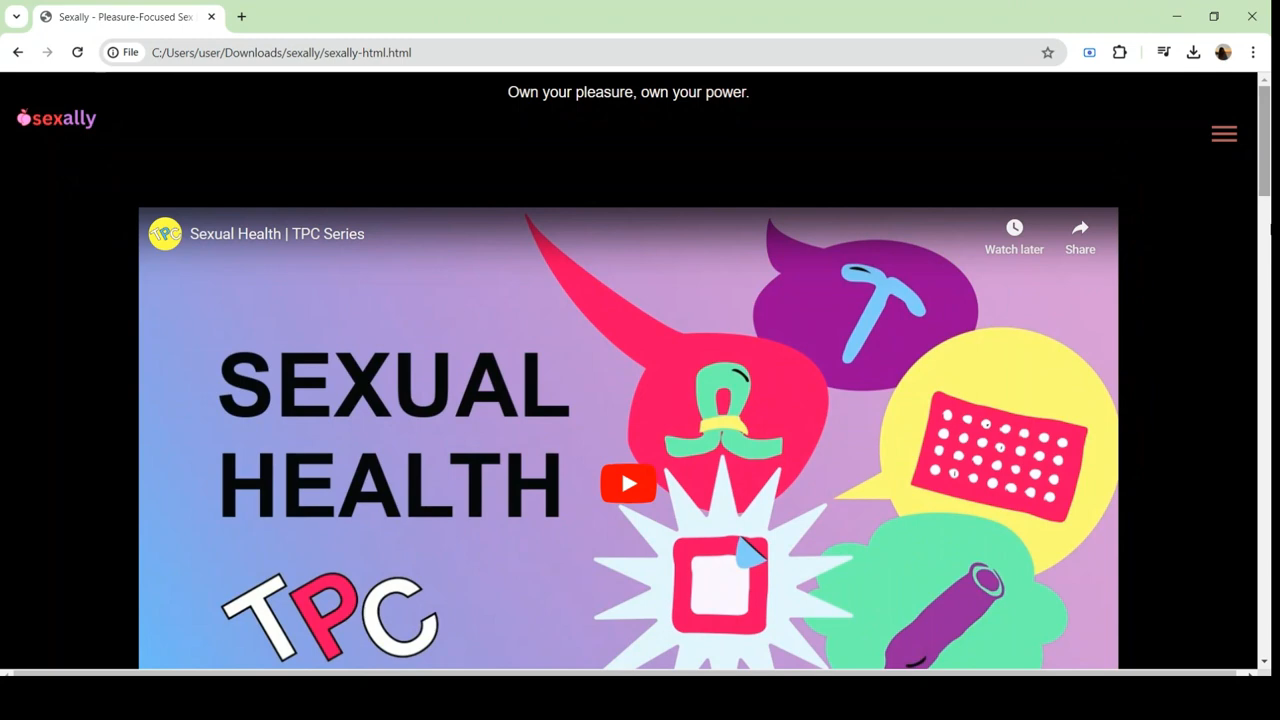 Sexally - Pleasure-Focused Sex
File
C:/Users/user/Downloads/sexally/sexally-html.html
Own your pleasure, own your power.
sexally
TPC
Sexual Health | TPC Series
Watch later
Share
SEXUAL
HEALTH
TPC